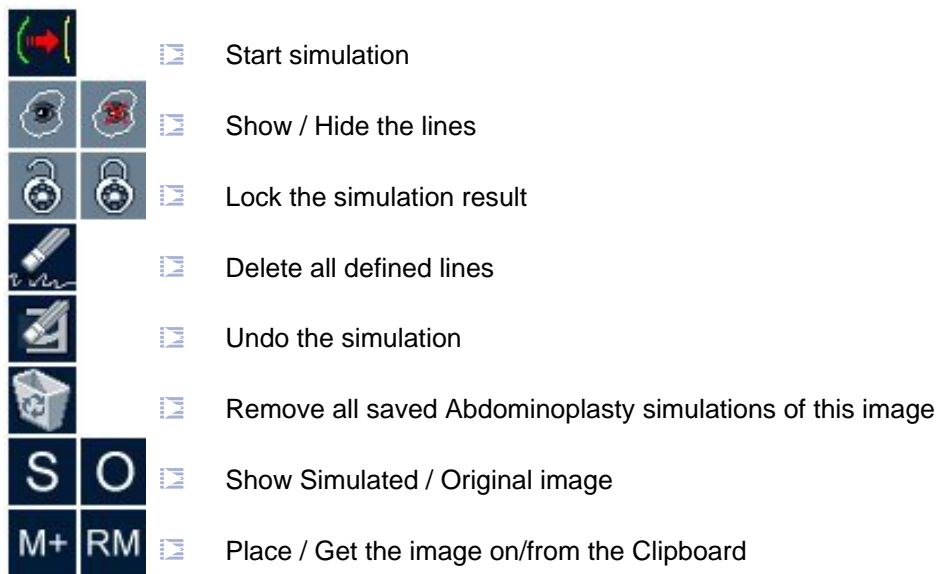 Start simulation
Show / Hide the lines
Lock the simulation result
Delete all defined lines
Undo the simulation
Remove all saved Abdominoplasty simulations of this image
S O Show Simulated / Original image
M+ RM Place / Get the image on/from the Clipboard